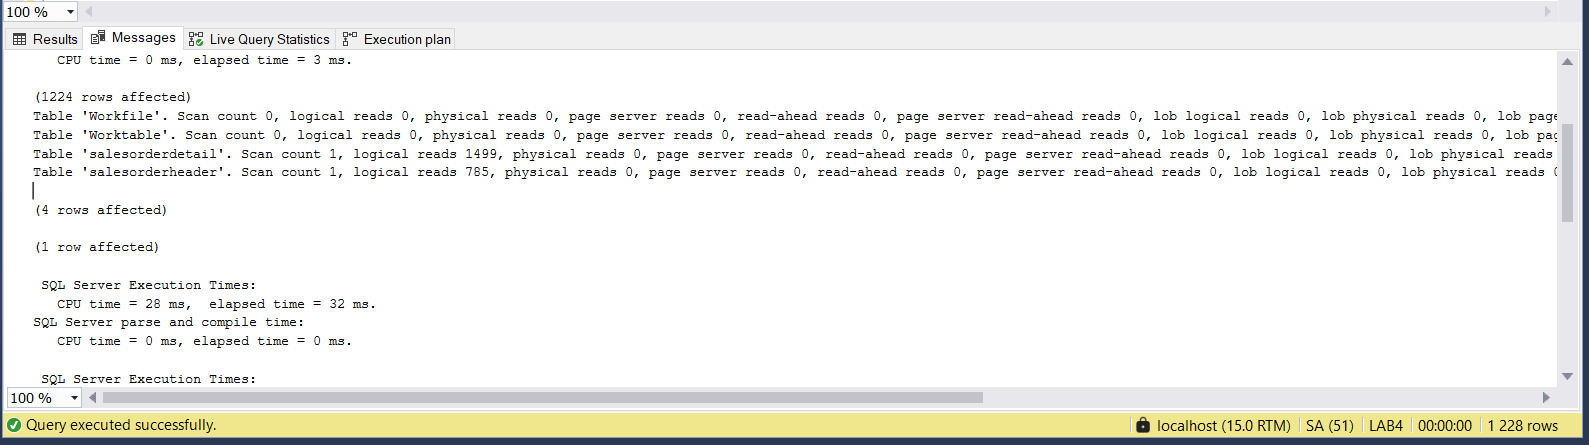 100 %
Results Messages Live Query Statistics Execution plan
CPU time = 0 ms, elapsed time = 3 ms.
(1224 rows affected)
Table 'Workfile'. Scan count 0, logical reads 0, physical reads 0, page server reads 0, read-ahead reads 0, page server read-ahead reads 0, lob logical reads 0, lob physical reads 0, lob page
Table 'Worktable'. Scan count 0, logical reads 0, physical reads 0, page server reads 0, read-ahead reads 0, page server read-ahead reads 0, lob logical reads 0, lob physical reads 0, lob pag
Table 'salesorderdetail'. Scan count 1, logical reads 1499, physical reads 0, page server reads 0, read-ahead reads 0, page server read-ahead reads 0, lob logical reads 0, lob physical reads
Table 'salesorderheader'. Scan count 1, logical reads 785, physical reads 0, page server reads 0, read-ahead reads 0, page server read-ahead reads 0, lob logical reads 0, lob physical reads 0
(4 rows affected)
(1 row affected)
SQL Server Execution Times:
CPU time = 28 ms, elapsed time = 32 ms.
SQL Server parse and compile time:
CPU time = 0 ms, elapsed time = 0 ms.
SQL Server Execution Times:
100 %
Query executed successfully. localhost (15.0 RTM) SA (51) LAB4 00:00:00 1 228 rows